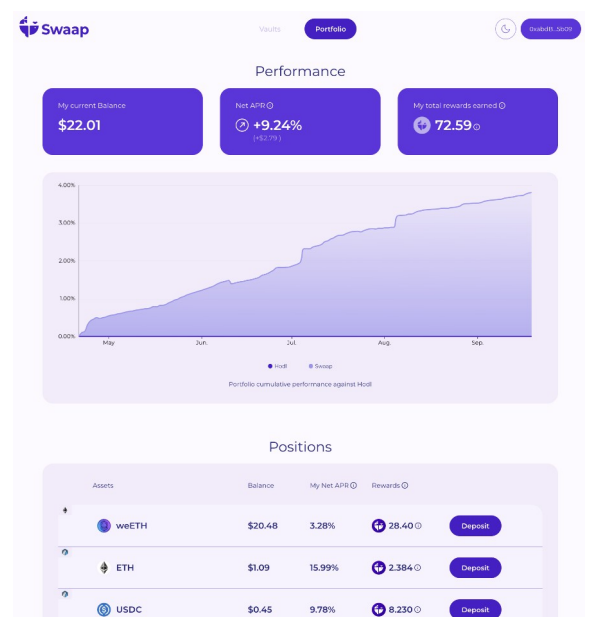 Swaap
Vaults
Portfolio
0xabd11...5b09
Performance
My current Balance
$22.01
Net APR
+9.24%
(+$2.79 )
My total rewards earned
72.59
4.00%
3.00%
2.00%
1.00%
0.00%
May
Jun.
Jul.
Aug.
Sep.
Hodl
Swaap
Portfolio cumulative performance against Hodl
Positions
Assets Balance My Net APR Rewards
weETH $20.48 3.28% 28.40 Deposit
ETH $1.09 15.99% 2.384 Deposit
USDC $0.45 9.78% 8.230 Deposit